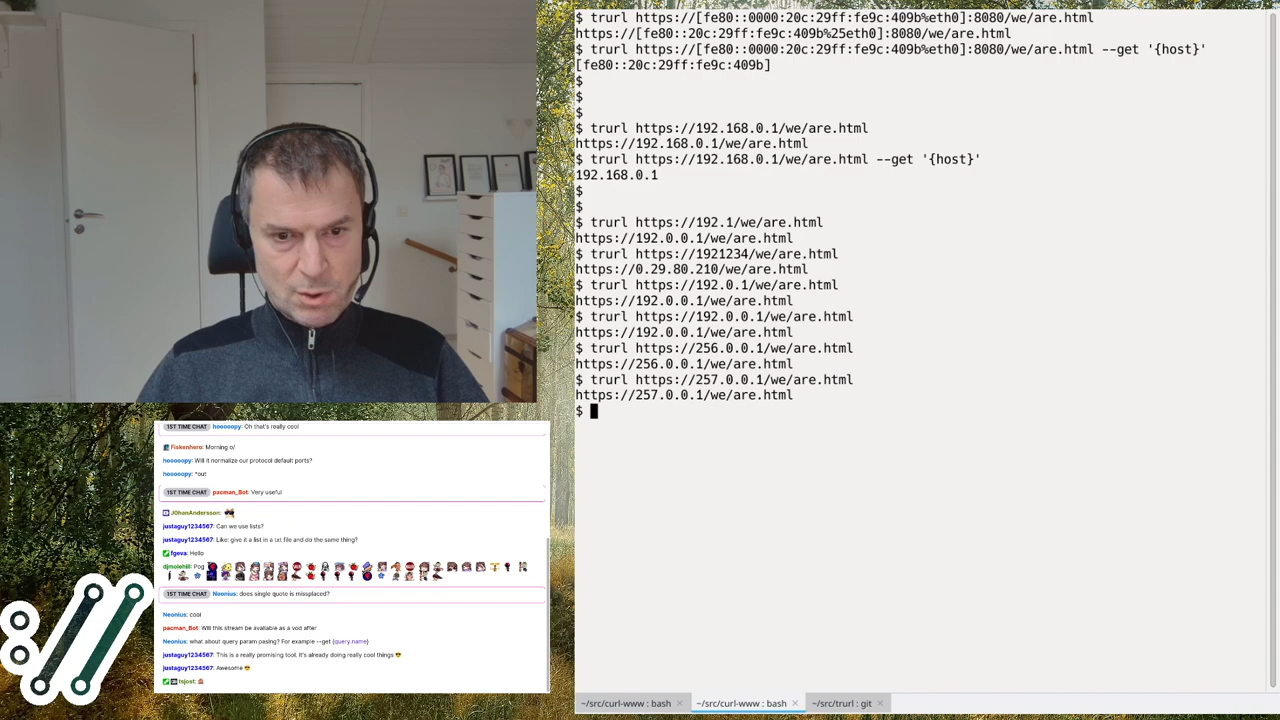 $ trurl https://[fe80::0000:20c:29ff:fe9c:409b%eth0]:8080/we/are.html
https://[fe80::20c:29ff:fe9c:409b%25eth0]:8080/we/are.html
$ trurl https://[fe80::0000:20c:29ff:fe9c:409b%eth0]:8080/we/are.html --get '{host}'
[fe80::20c:29ff:fe9c:409b]
$
$
$
$ trurl https://192.168.0.1/we/are.html
https://192.168.0.1/we/are.html
$ trurl https://192.168.0.1/we/are.html --get '{host}'
192.168.0.1
$
$
$ trurl https://192.1/we/are.html
https://192.0.0.1/we/are.html
$ trurl https://1921234/we/are.html
https://0.29.80.210/we/are.html
$ trurl https://192.0.1/we/are.html
https://192.0.0.1/we/are.html
$ trurl https://192.0.0.1/we/are.html
https://192.0.0.1/we/are.html
$ trurl https://256.0.0.1/we/are.html
https://256.0.0.1/we/are.html
$ trurl https://257.0.0.1/we/are.html
https://257.0.0.1/we/are.html
$
~/src/curl-www : bash
~/src/curl-www : bash
~/src/trurl : git
1ST TIME CHAT hooooopy: Oh that's really cool
Fiskenhero: Morning o/
hooooopy: Will it normalize our protocol default ports?
hooooopy: *out
1ST TIME CHAT pacman_Bot: Very useful
J0hanAndersson:
justaguy1234567: Can we use lists?
justaguy1234567: Like: give it a list in a txt file and do the same thing?
fgeva: Hello
djmolehill: Pog
1ST TIME CHAT Neonius: does single quote is missplaced?
Neonius: cool
pacman_Bot: Will this stream be available as a vod after
Neonius: what about query param pasing? For example --get {query.name}
justaguy1234567: This is a really promising tool. It's already doing really cool things
justaguy1234567: Awesome
tsjost: